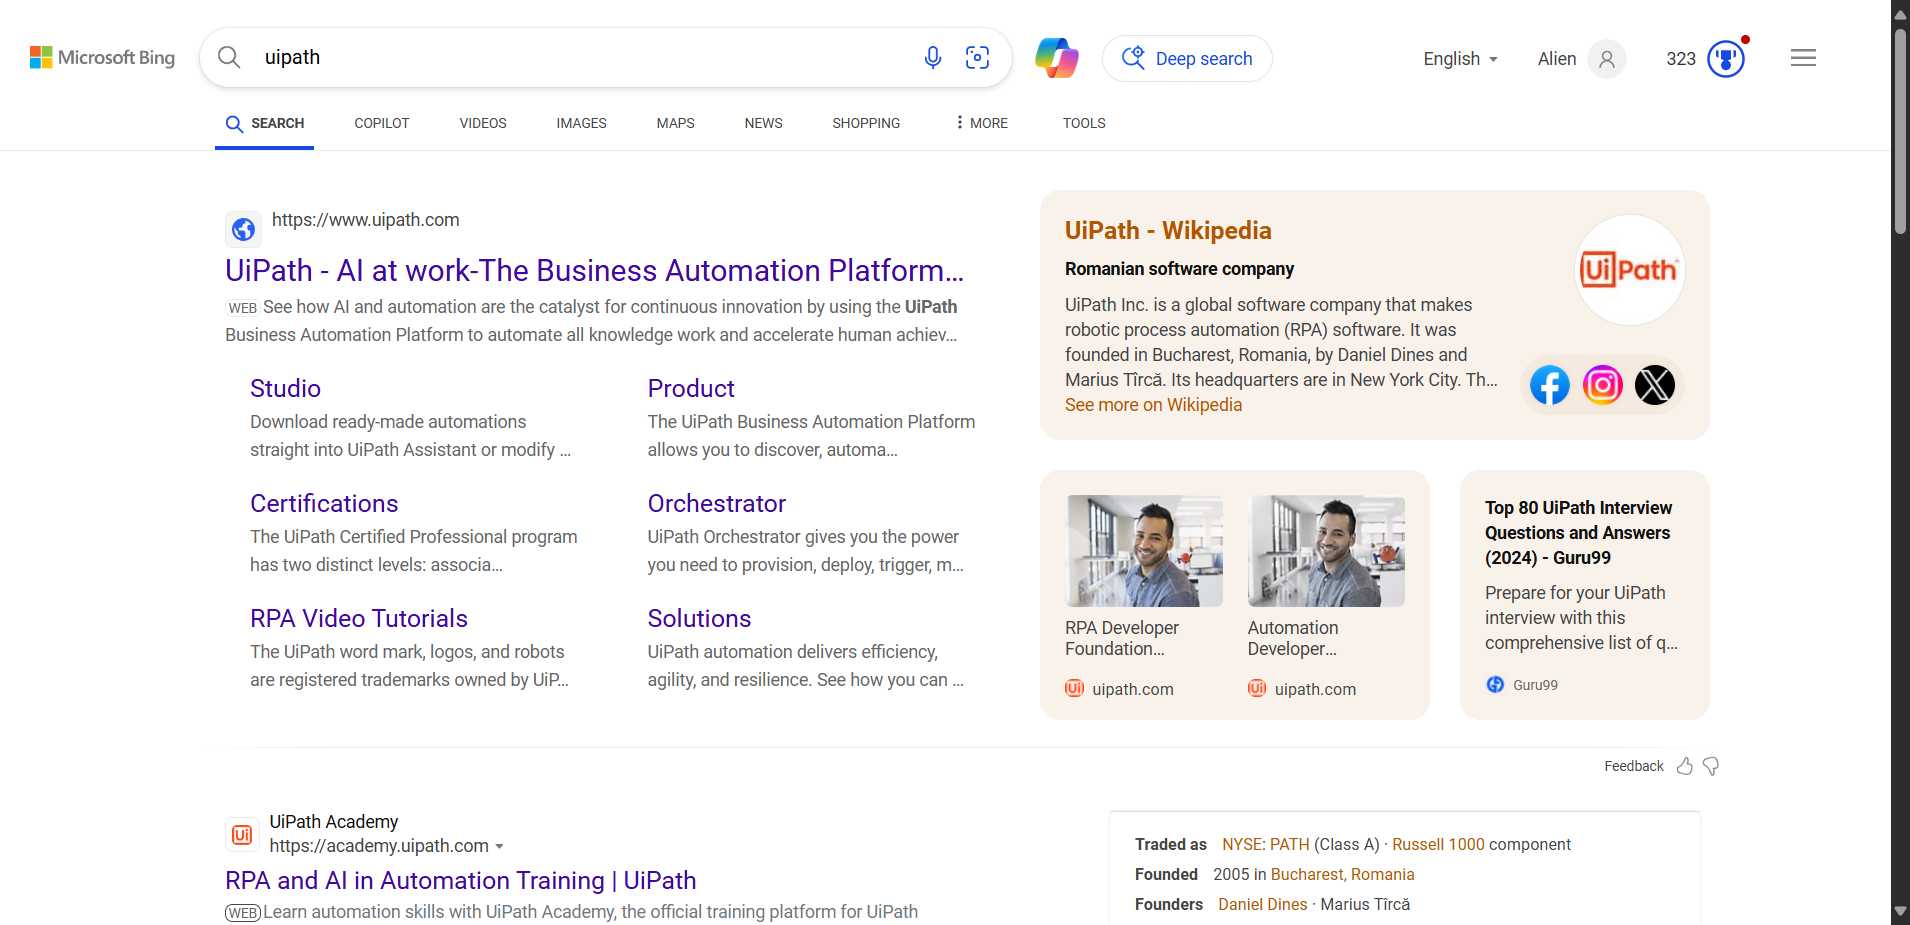 Microsoft Bing
uipath
Deep search
English
Alien
323
SEARCH
COPILOT
VIDEOS
IMAGES
MAPS
NEWS
SHOPPING
MORE
TOOLS
https://www.uipath.com
UiPath - AI at work-The Business Automation Platform…
WEB See how AI and automation are the catalyst for continuous innovation by using the UiPath
Business Automation Platform to automate all knowledge work and accelerate human achiev…
Studio
Download ready-made automations
straight into UiPath Assistant or modify …
Product
The UiPath Business Automation Platform
allows you to discover, automa…
Certifications
The UiPath Certified Professional program
has two distinct levels: associa…
Orchestrator
UiPath Orchestrator gives you the power
you need to provision, deploy, trigger, m…
RPA Video Tutorials
The UiPath word mark, logos, and robots
are registered trademarks owned by UiP…
Solutions
UiPath automation delivers efficiency,
agility, and resilience. See how you can …
UiPath - Wikipedia
Romanian software company
UiPath Inc. is a global software company that makes
robotic process automation (RPA) software. It was
founded in Bucharest, Romania, by Daniel Dines and
Marius Tîrcă. Its headquarters are in New York City. Th…
See more on Wikipedia
UiPath
RPA Developer
Foundation…
Ui uipath.com
Automation
Developer…
Ui uipath.com
Top 80 UiPath Interview
Questions and Answers
(2024) - Guru99
Prepare for your UiPath
interview with this
comprehensive list of q…
Guru99
Feedback
Ui
UiPath Academy
https://academy.uipath.com
RPA and AI in Automation Training | UiPath
WEB Learn automation skills with UiPath Academy, the official training platform for UiPath
Traded as NYSE: PATH (Class A) · Russell 1000 component
Founded 2005 in Bucharest, Romania
Founders Daniel Dines · Marius Tîrcă